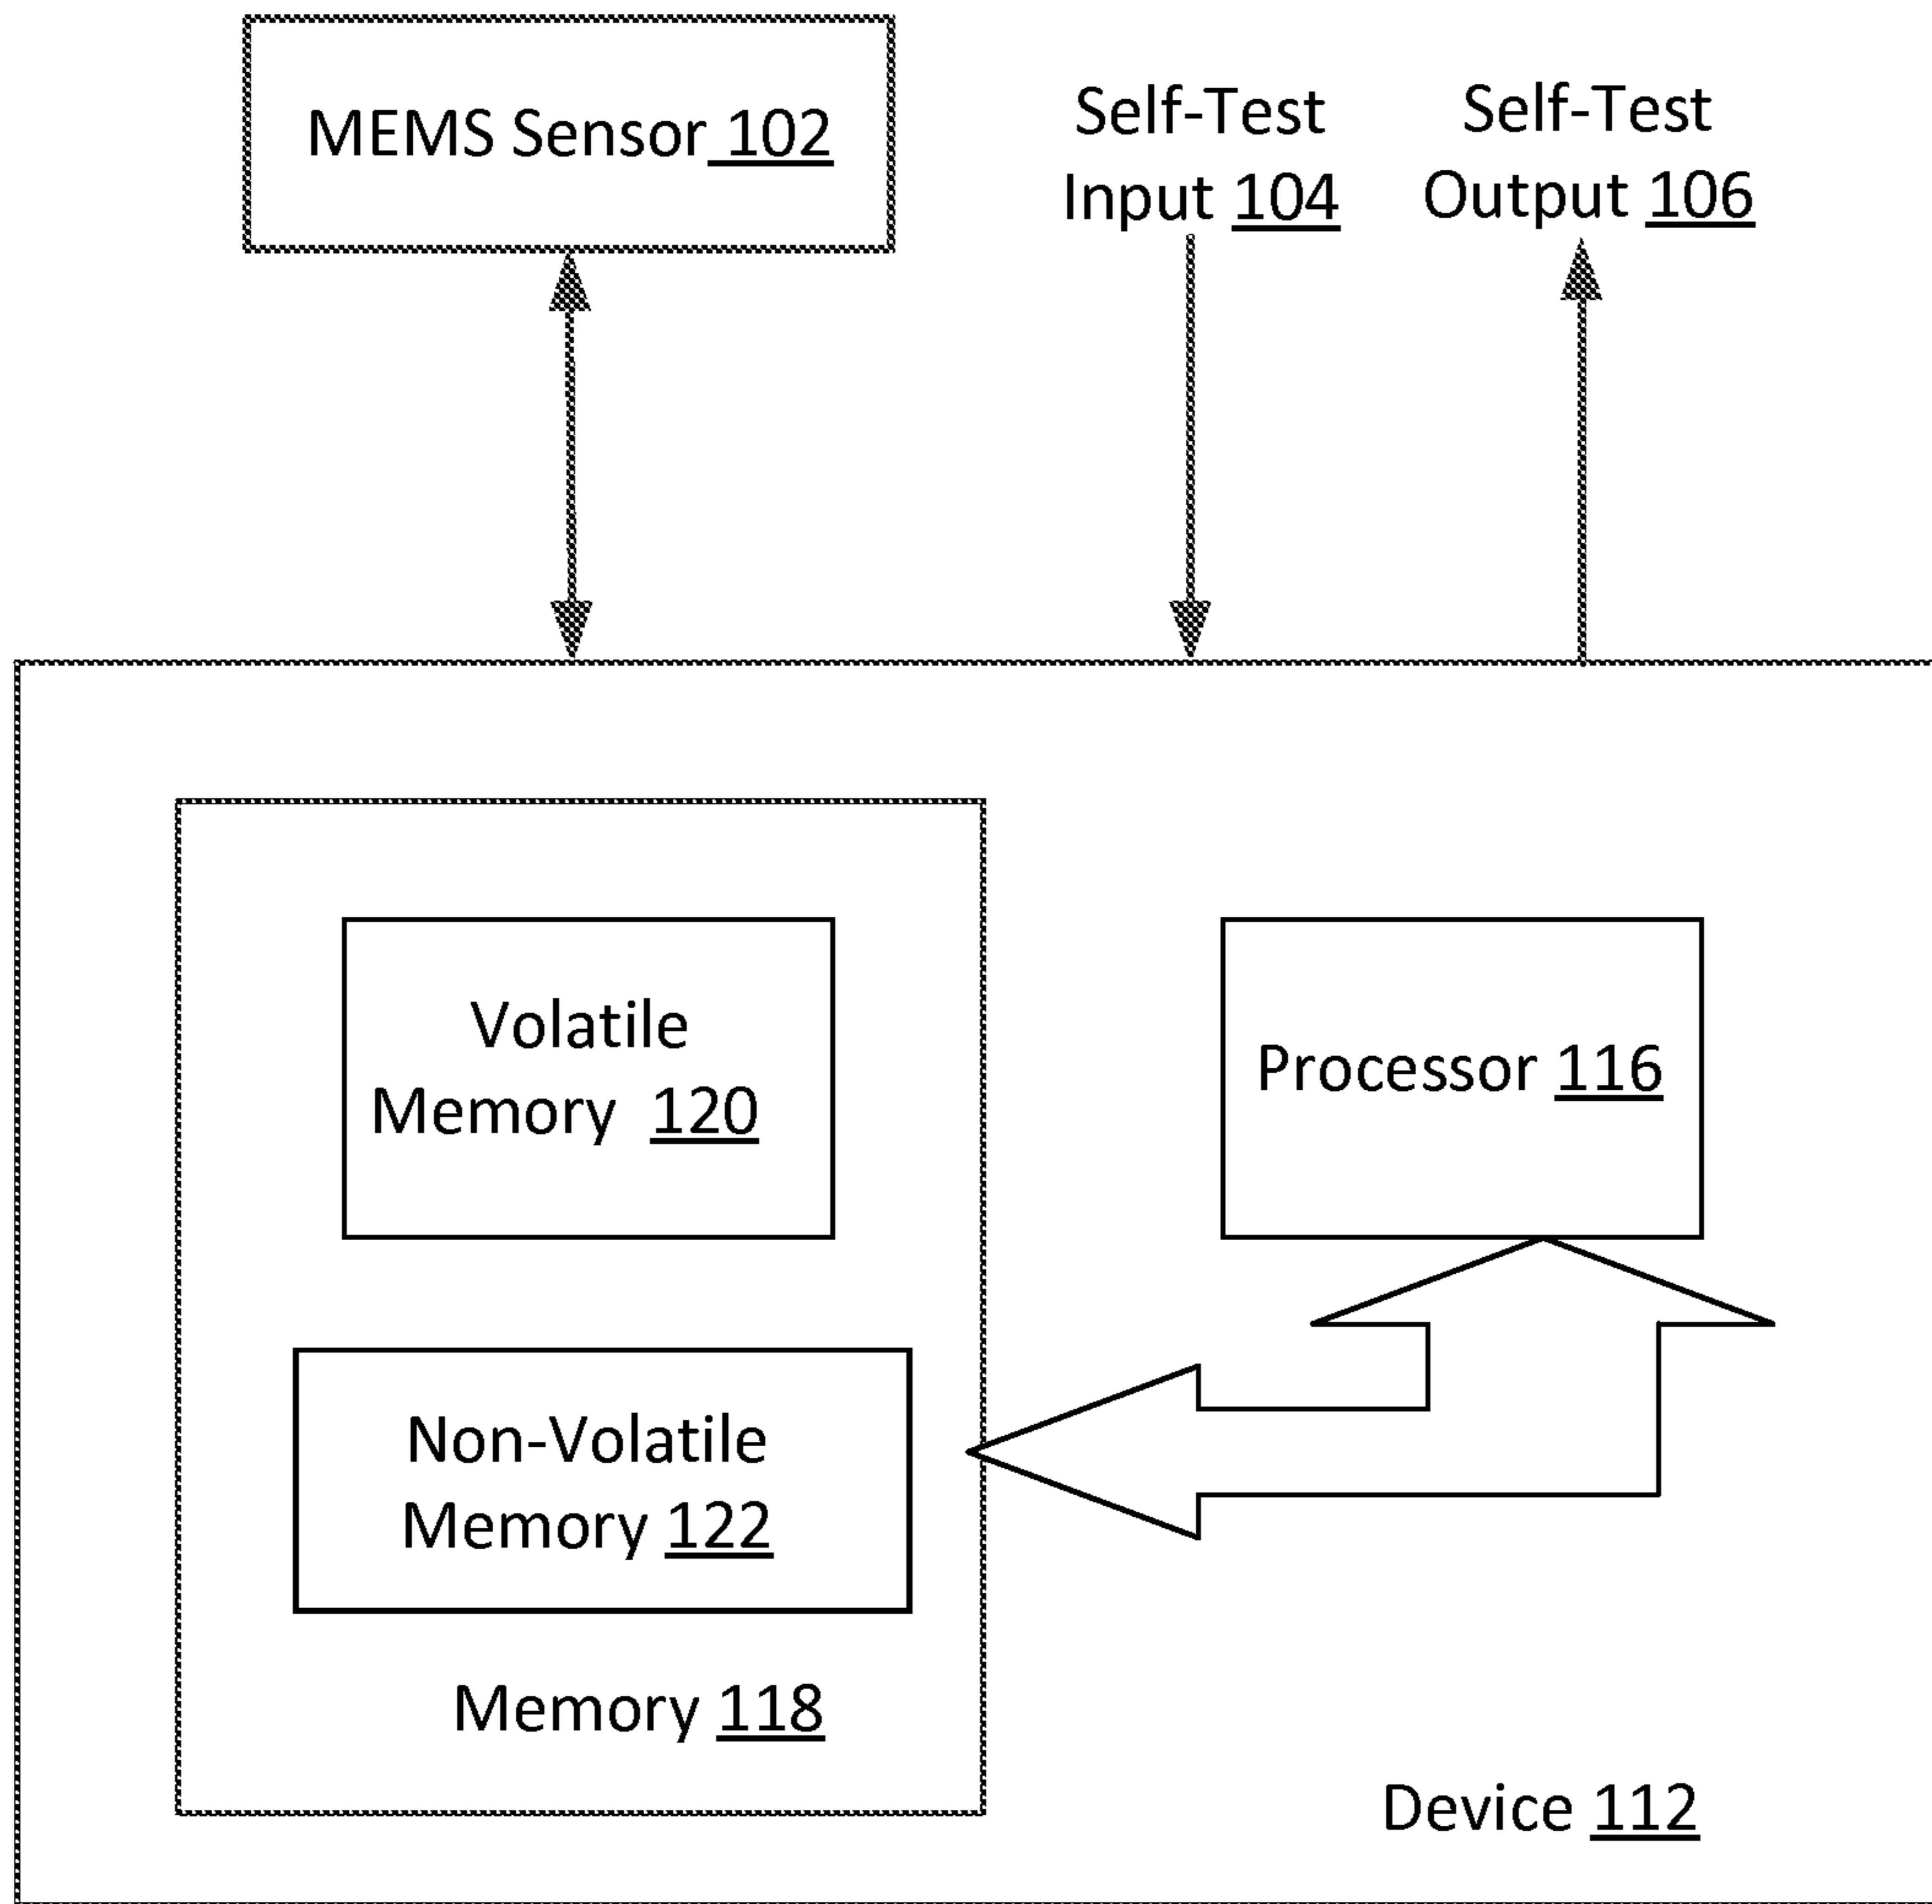 MEMS Sensor 102
Self-Test
Input 104
Self-Test
Output 106
Volatile
Memory 120
Processor 116
Non-Volatile
Memory 122
Memory 118
Device 112